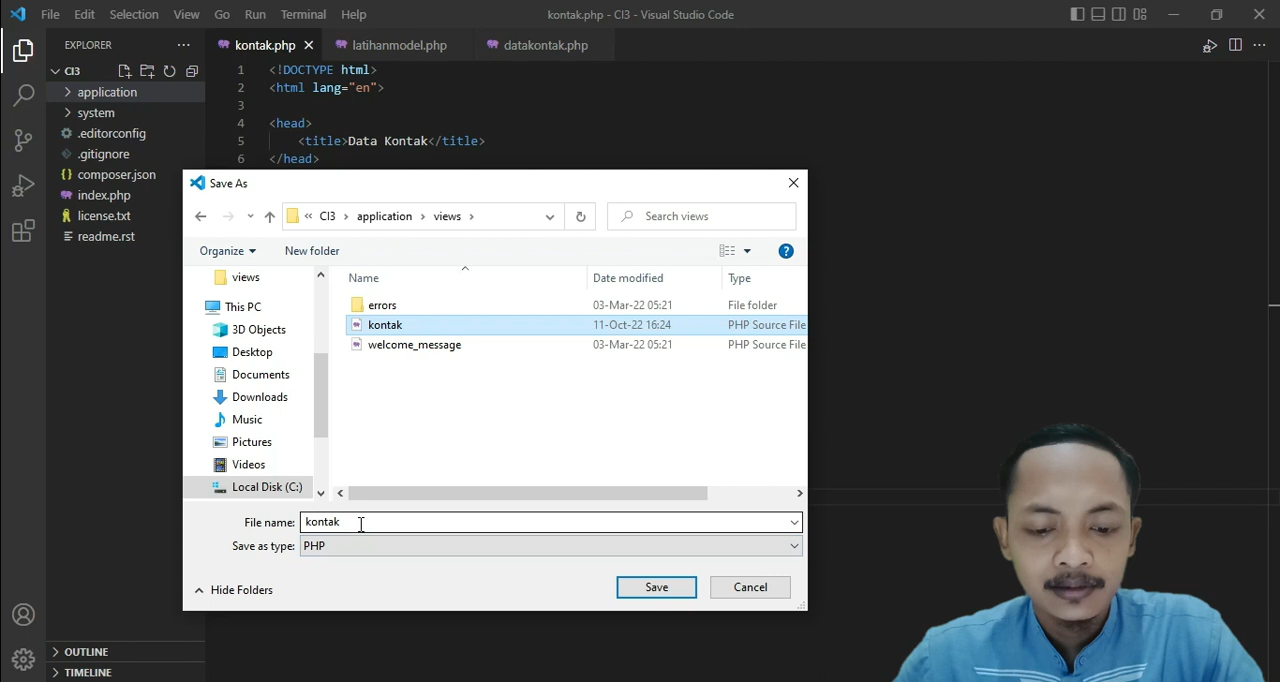 File Edit Selection View Go Run Terminal Help kontak.php - CI3 - Visual Studio Code
EXPLORER
kontak.php latihanmodel.php datakontak.php
CI3
application
system
.editorconfig
.gitignore
composer.json
index.php
license.txt
readme.rst
1 <!DOCTYPE html>
2 <html lang="en">
3
4 <head>
5 <title>Data Kontak</title>
6 </head>
Save As
« CI3 › application › views ›
Search views
Organize New folder
views
This PC
3D Objects
Desktop
Documents
Downloads
Music
Pictures
Videos
Local Disk (C:)
Name Date modified Type
errors 03-Mar-22 05:21 File folder
kontak 11-Oct-22 16:24 PHP Source File
welcome_message 03-Mar-22 05:21 PHP Source File
File name: kontak
Save as type: PHP
Hide Folders Save Cancel
OUTLINE
TIMELINE